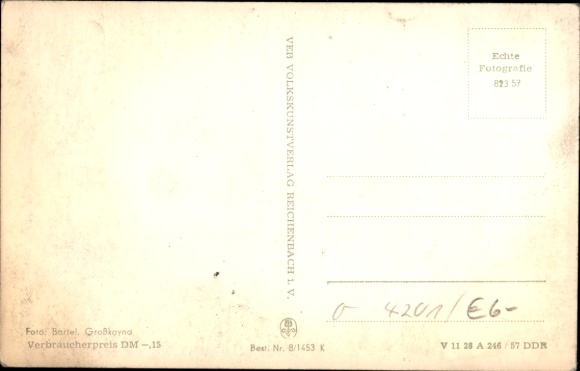 VEB VOLKSKUNSTVERLAG REICHENBACH i. V.
Echte
Fotografie
823 57
4201/E6-
Foto: Bartel, Großkayna
Verbraucherpreis DM -,15
Best. Nr. 8/1453 K
V 11 28 A 246 / 57 DDR